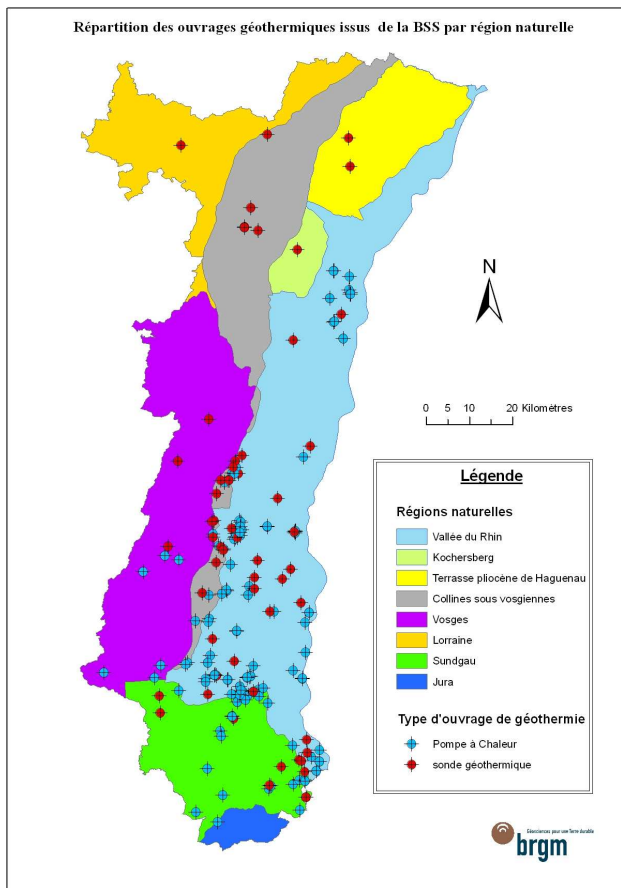 Répartition des ouvrages géothermiques issus de la BSS par région naturelle
N
0 5 10 20 Kilomètres
Légende
Régions naturelles
Vallée du Rhin
Kochersberg
Terrasse pliocène de Haguenau
Collines sous vosgiennes
Vosges
Lorraine
Sundgau
Jura
Type d'ouvrage de géothermie
Pompe à Chaleur
sonde géothermique
Géosciences pour une Terre durable
brgm